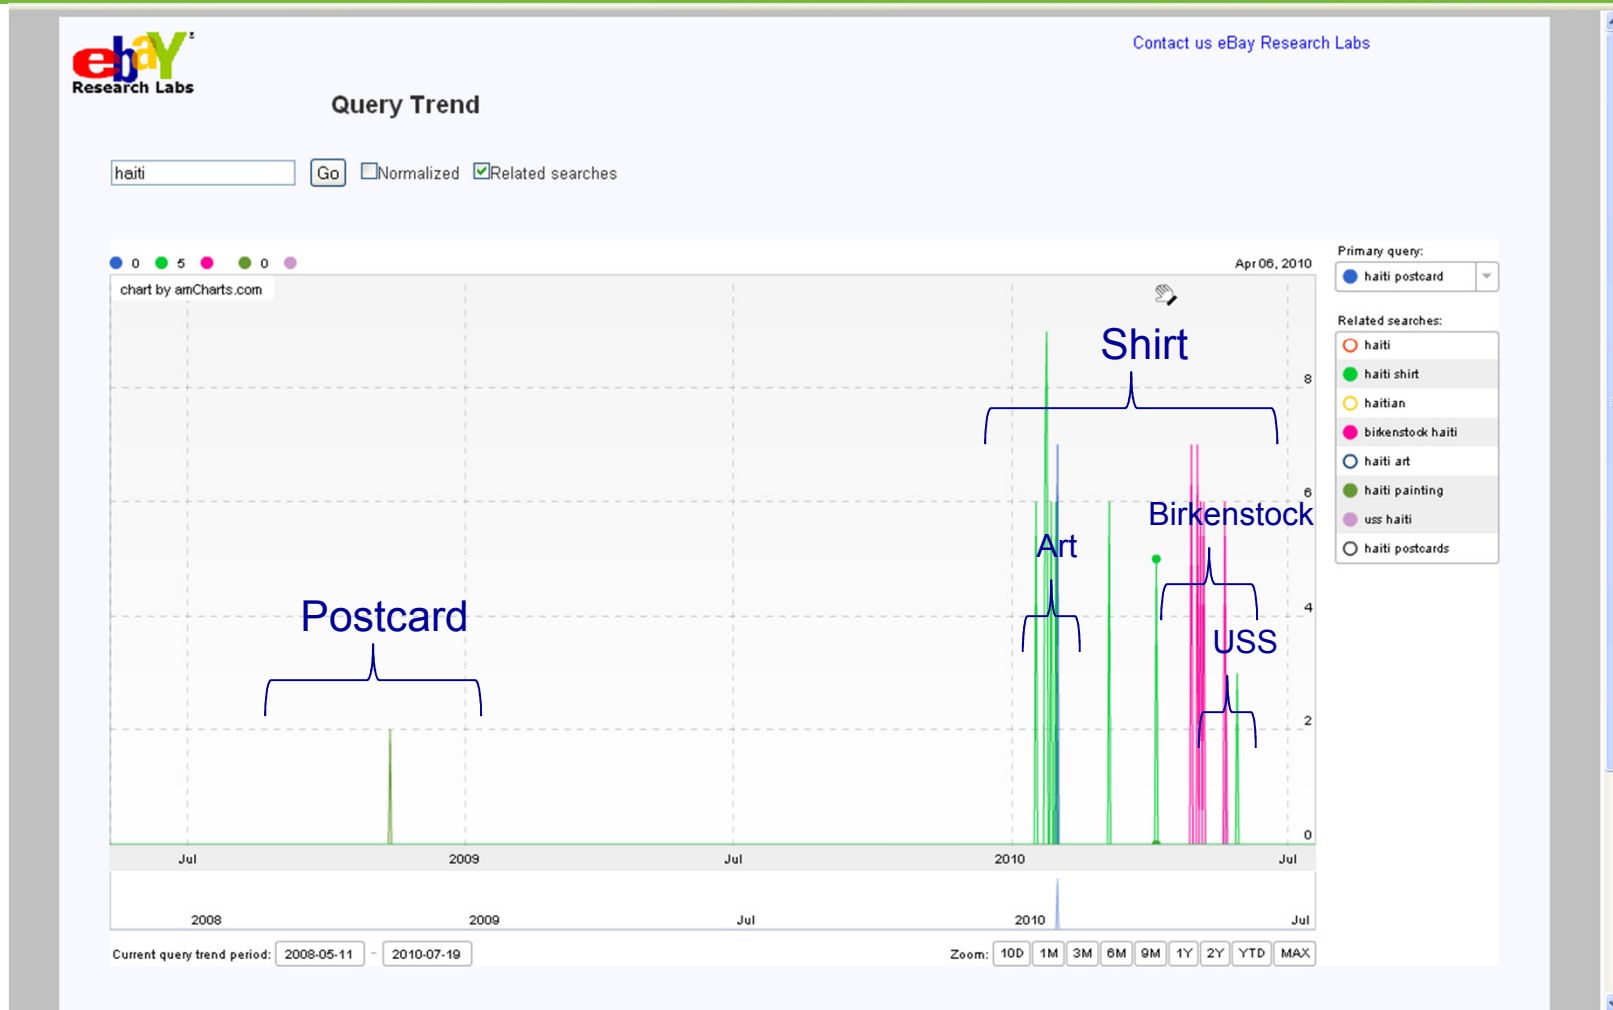 ebaY
Research Labs
Contact us eBay Research Labs
Query Trend
haiti
Go
Normalized
Related searches
0 5 0
Apr 06, 2010
chart by amCharts.com
Primary query:
haiti postcard
Related searches:
haiti
haiti shirt
haitian
birkenstock haiti
haiti art
haiti painting
uss haiti
haiti postcards
Shirt
8
6
Birkenstock
Art
4
Postcard
USS
2
0
Jul 2009 Jul 2010 Jul
2008 2009 Jul 2010 Jul
Current query trend period: 2008-05-11 - 2010-07-19
Zoom: 10D 1M 3M 6M 9M 1Y 2Y YTD MAX